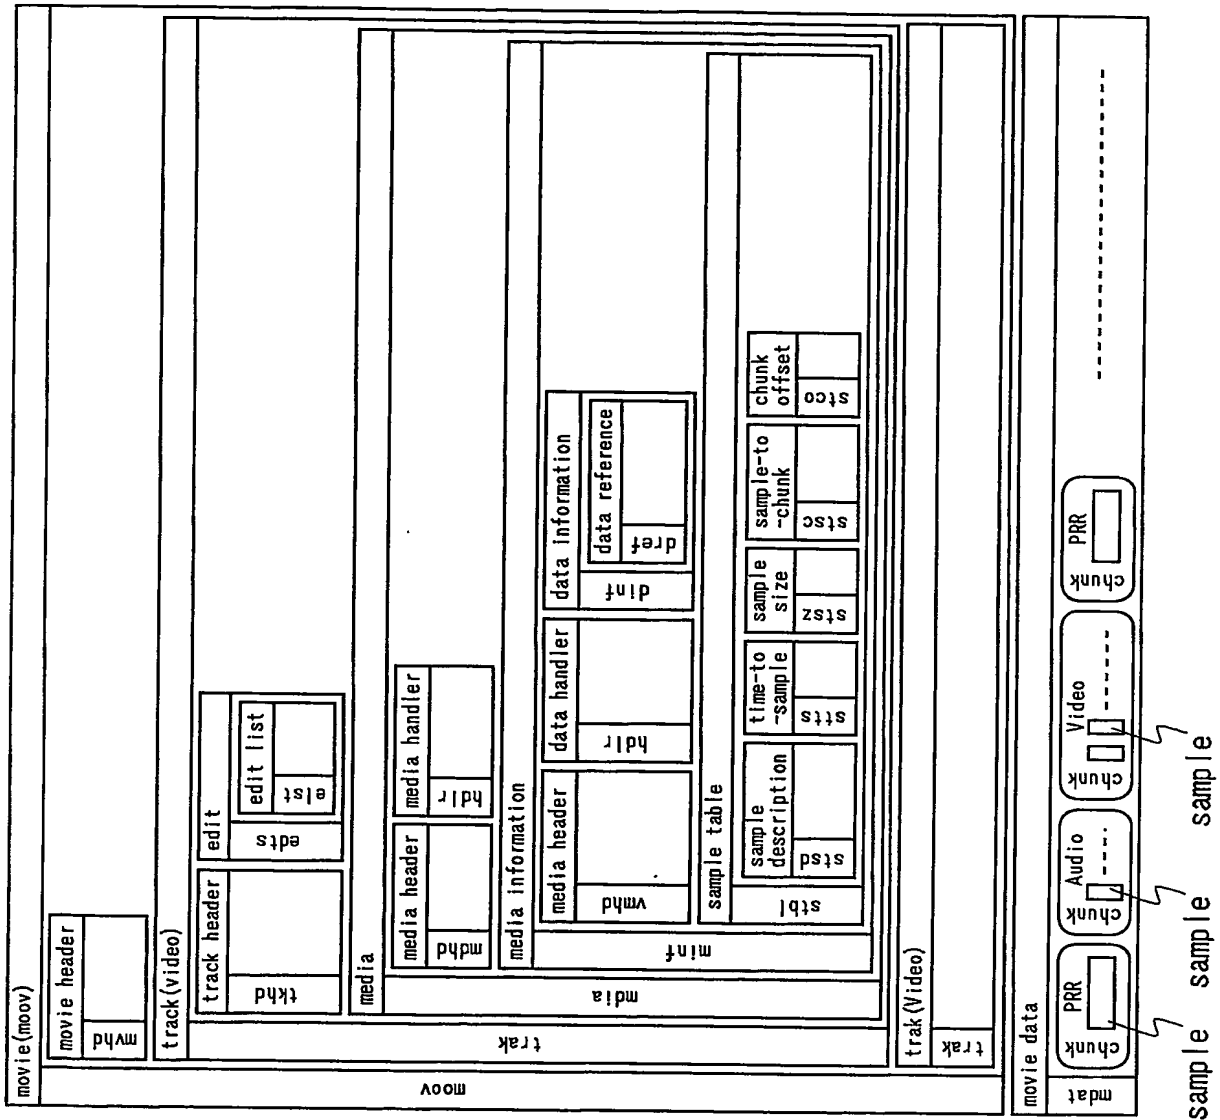 movie(moov)
moov
movie header
mvhd
track(video)
trak
track header
tkhd
edit
edts
edit list
elst
media
mdia
media header
mdhd
media handler
hdlr
media information
minf
media header
vmhd
data handler
hdlr
data information
dinf
data reference
dref
sample table
stbl
sample
description
stsd
time-to
-sample
stts
sample
size
stsz
sample-to
-chunk
stsc
chunk
offset
stco
trak(Video)
trak
movie data
mdat
PRR
chunk
Audio
chunk
Video
chunk
PRR
chunk
sample
sample
sample